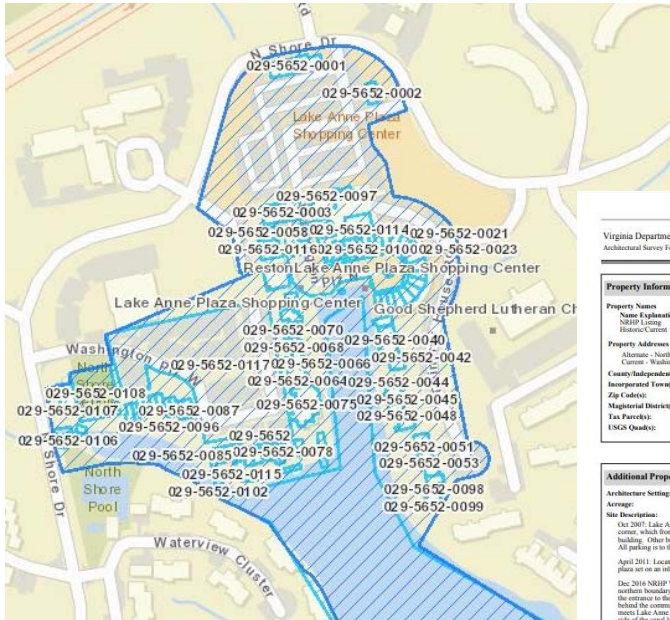 N Shore Dr
029-5652-0001
029-5652-0002
Lake Anne Plaza
Shopping Center
029-5652-0097
029-5652-0003
029-5652-0058
029-5652-0114
029-5652-0021
029-5652-0116
029-5652-0100
029-5652-0023
Reston Lake Anne Plaza Shopping Center
Lake Anne Plaza Shopping Center
Good Shepherd Lutheran Ch
029-5652-0070
029-5652-0068
029-5652-0040
Washington
029-5652-0117
029-5652-0066
029-5652-0042
North
Shore
029-5652-0108
029-5652-0064
029-5652-0044
029-5652-0107
029-5652-0087
029-5652-0075
029-5652-0045
029-5652-0096
029-5652-0048
029-5652-0106
029-5652
029-5652-0085
029-5652-0078
029-5652-0051
029-5652-0053
029-5652-0115
029-5652-0102
029-5652-0098
029-5652-0099
Shore Dr
North
Shore
Pool
Waterview Cluster
Virginia Departme
Architectural Survey F
Property Inform
Property Names
Name Explanati
NRHP Listing
Historic/Current
Property Addresses
Alternate - North
Current - Washi
County/Independen
Incorporated Town
Zip Code(s):
Magisterial District
Tax Parcel(s):
USGS Quad(s):
Additional Prope
Architecture Setting:
Acreage:
Site Description:
Oct 2007: Lake A
corner, which fron
building. Other b
All parking is to th
April 2011: Locat
plaza set on an inl
Dec 2016 NRHP
northern boundary
the entrance to the
behind the commu
meets Lake Anne